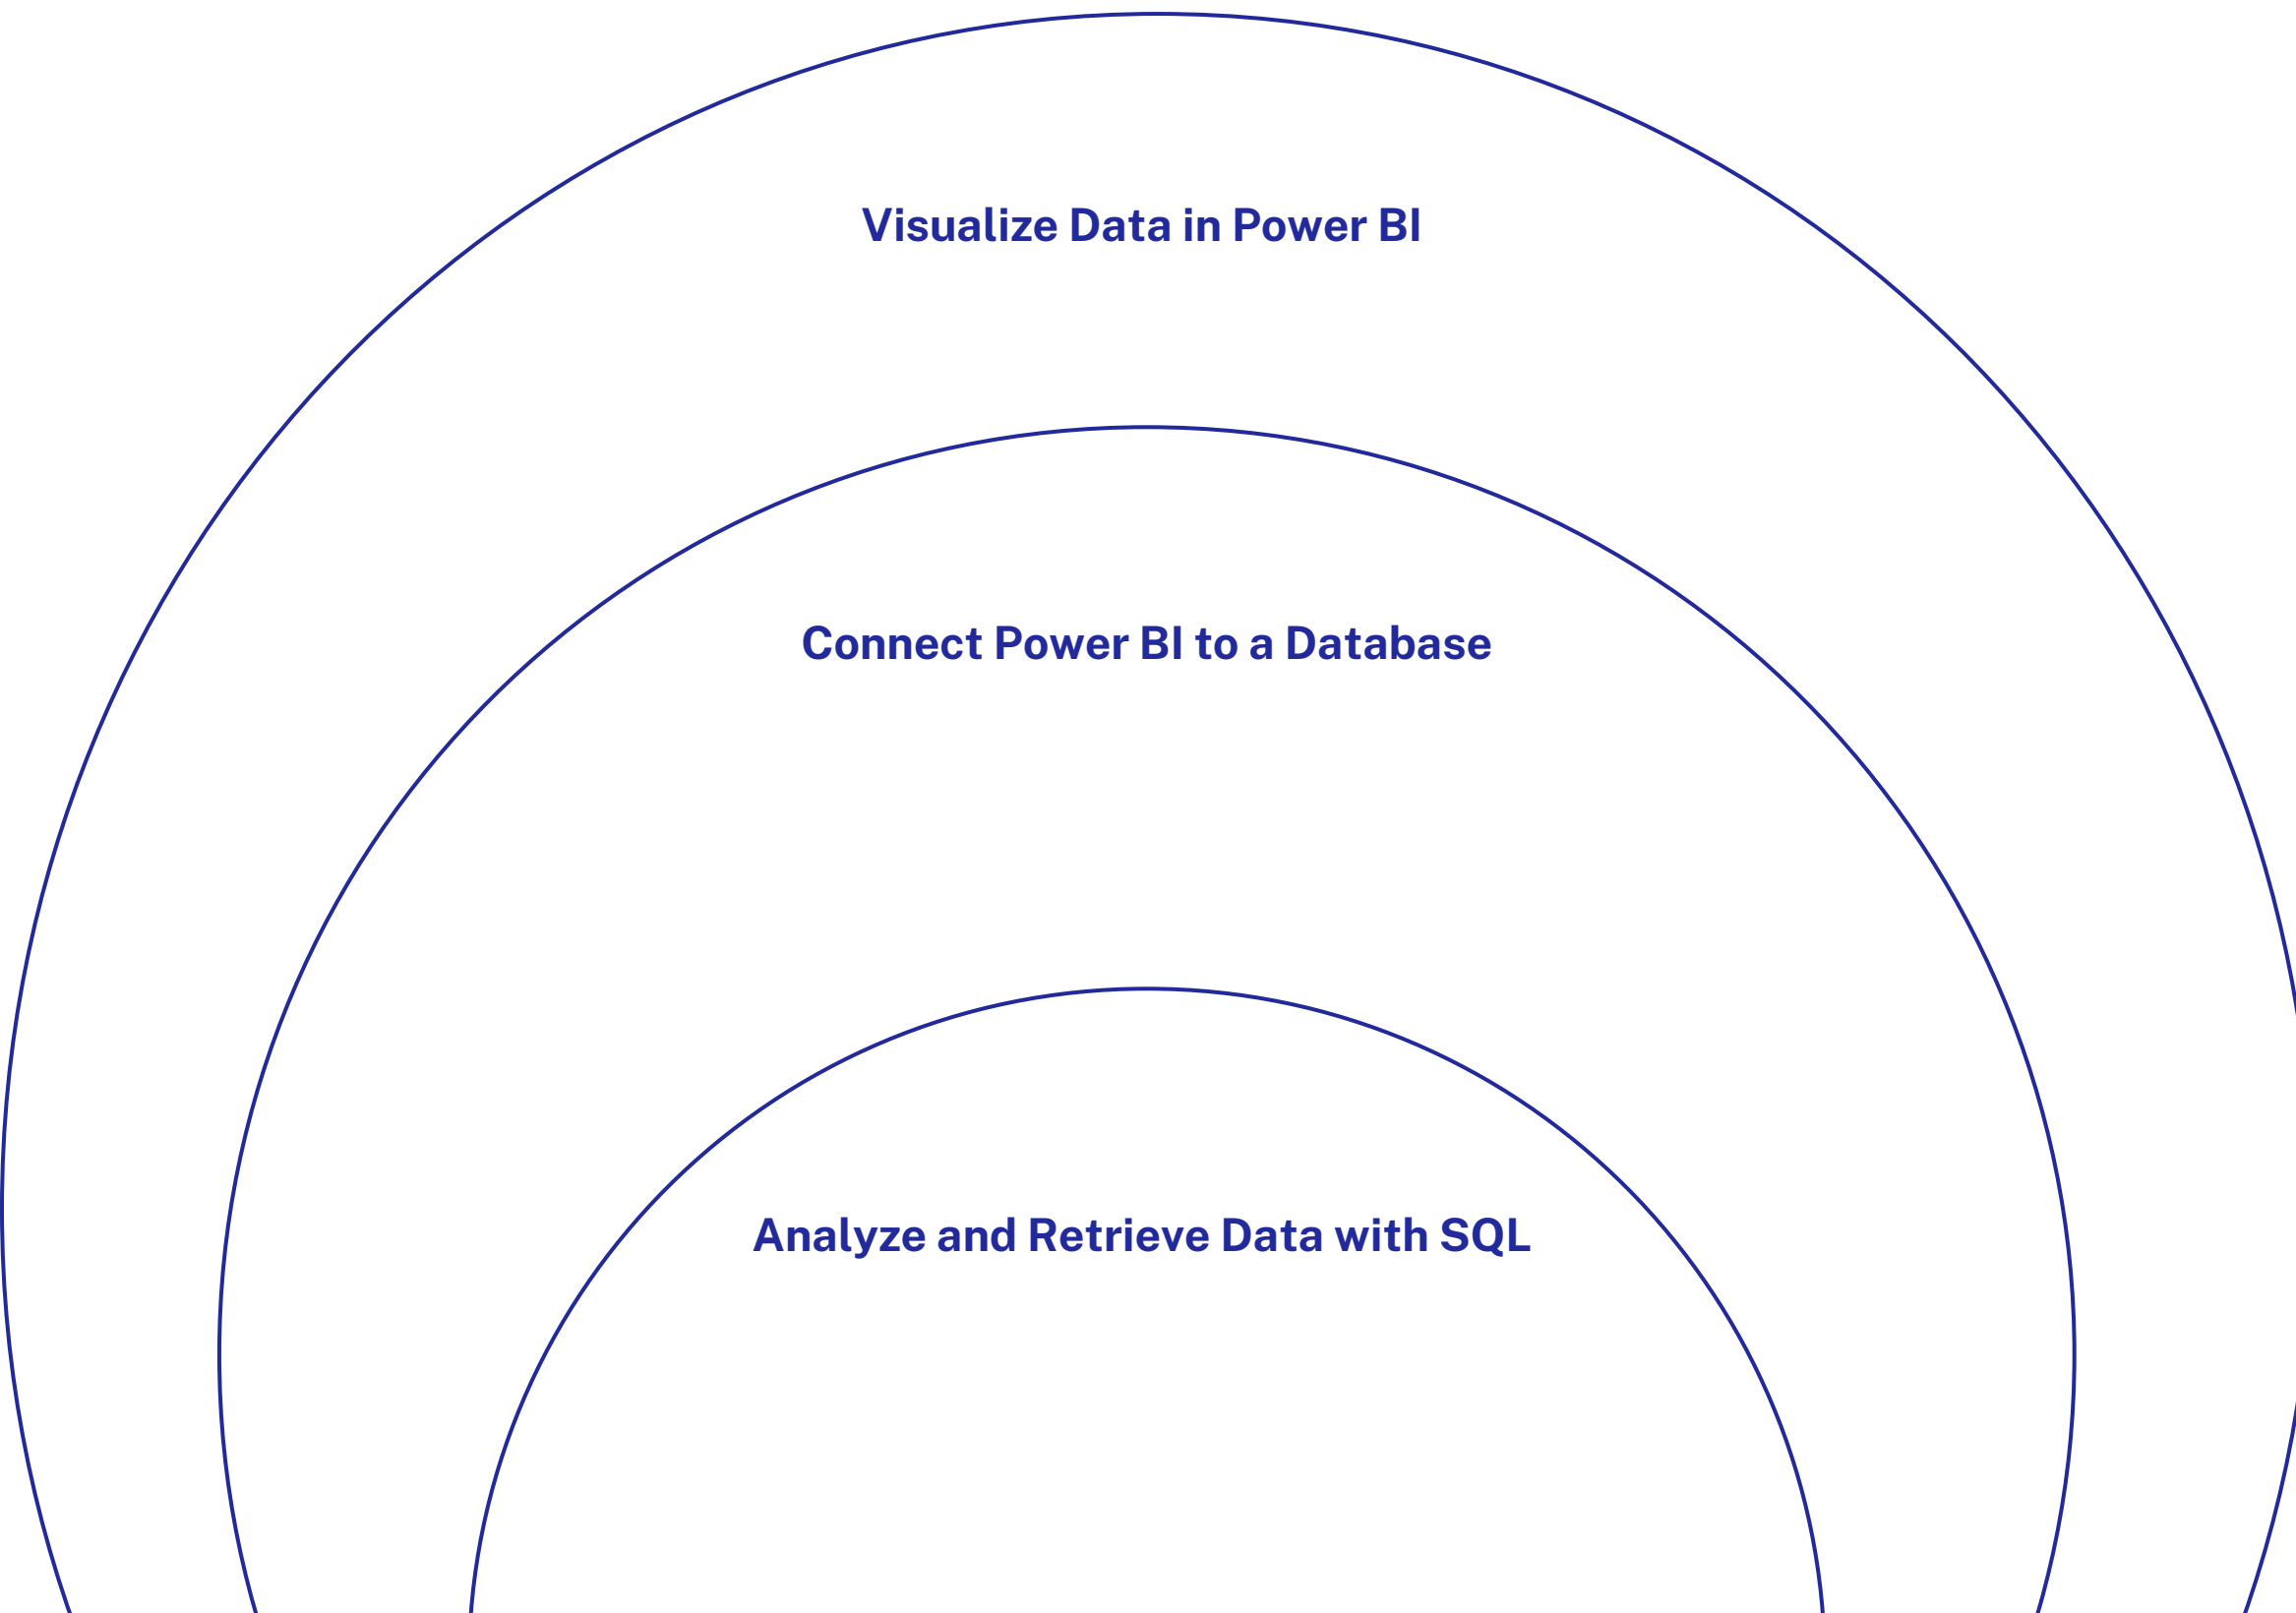 Visualize Data in Power BI
Connect Power BI to a Database
Analyze and Retrieve Data with SQL